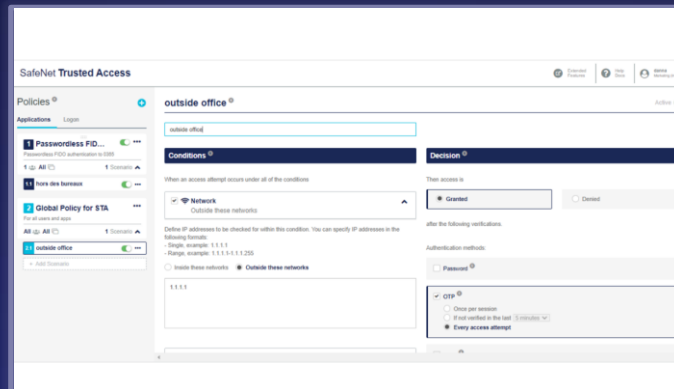 SafeNet Trusted Access
Extended Features
Help Docs
Policies
Applications Logon
1 Passwordless FID...
Passwordless FIDO authentication to O365
1 All 1 Scenario
1.1 hors des bureaux
2 Global Policy for STA
For all users and apps
All All 1 Scenario
2.1 outside office
+ Add Scenario
outside office
Active:
outside office
Conditions
When an access attempt occurs under all of the conditions
Network
Outside these networks
Define IP addresses to be checked for within this condition. You can specify IP addresses in the
following formats:
- Single, example: 1.1.1.1
- Range, example: 1.1.1.1-1.1.1.255
Inside these networks Outside these networks
1.1.1.1
Decision
Then access is
Granted Denied
after the following verifications
Authentication methods:
Password
OTP
Once per session
If not verified in the last 5 minutes
Every access attempt